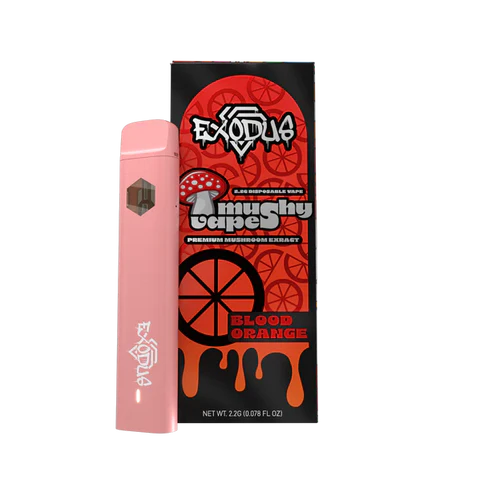 EXODUS
2.2G DISPOSABLE VAPE
mushy
vapes
PREMIUM MUSHROOM EXRACT
BLOOD
ORANGE
NET WT. 2.2G (0.078 FL OZ)
EXODUS